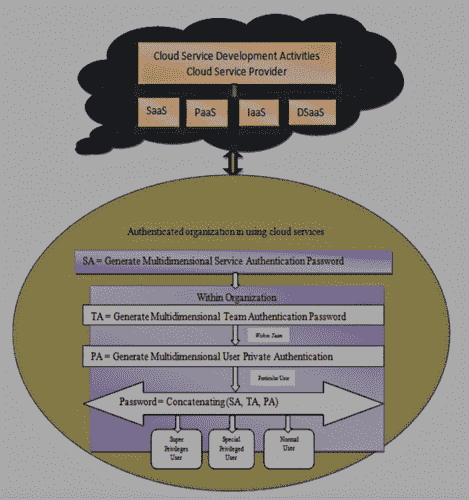 Cloud Service Development Activities
Cloud Service Provider
SaaS PaaS IaaS DSaaS
Authenticated organization in using cloud services
SA = Generate Multidimensional Service Authentication Password
Within Organization
TA = Generate Multidimensional Team Authentication Password
Within Team
PA = Generate Multidimensional User Private Authentication
Particular User
Password = Concatenating (SA, TA, PA)
Super
Privileges
User
Special
Privileged
User
Normal
User